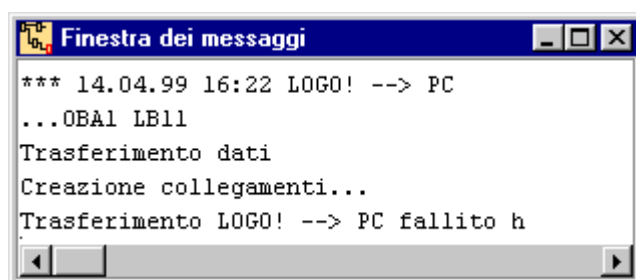 Finestra dei messaggi
*** 14.04.99 16:22 LOGO! --> PC
...OBA1 LB11
Trasferimento dati
Creazione collegamenti...
Trasferimento LOGO! --> PC fallito h